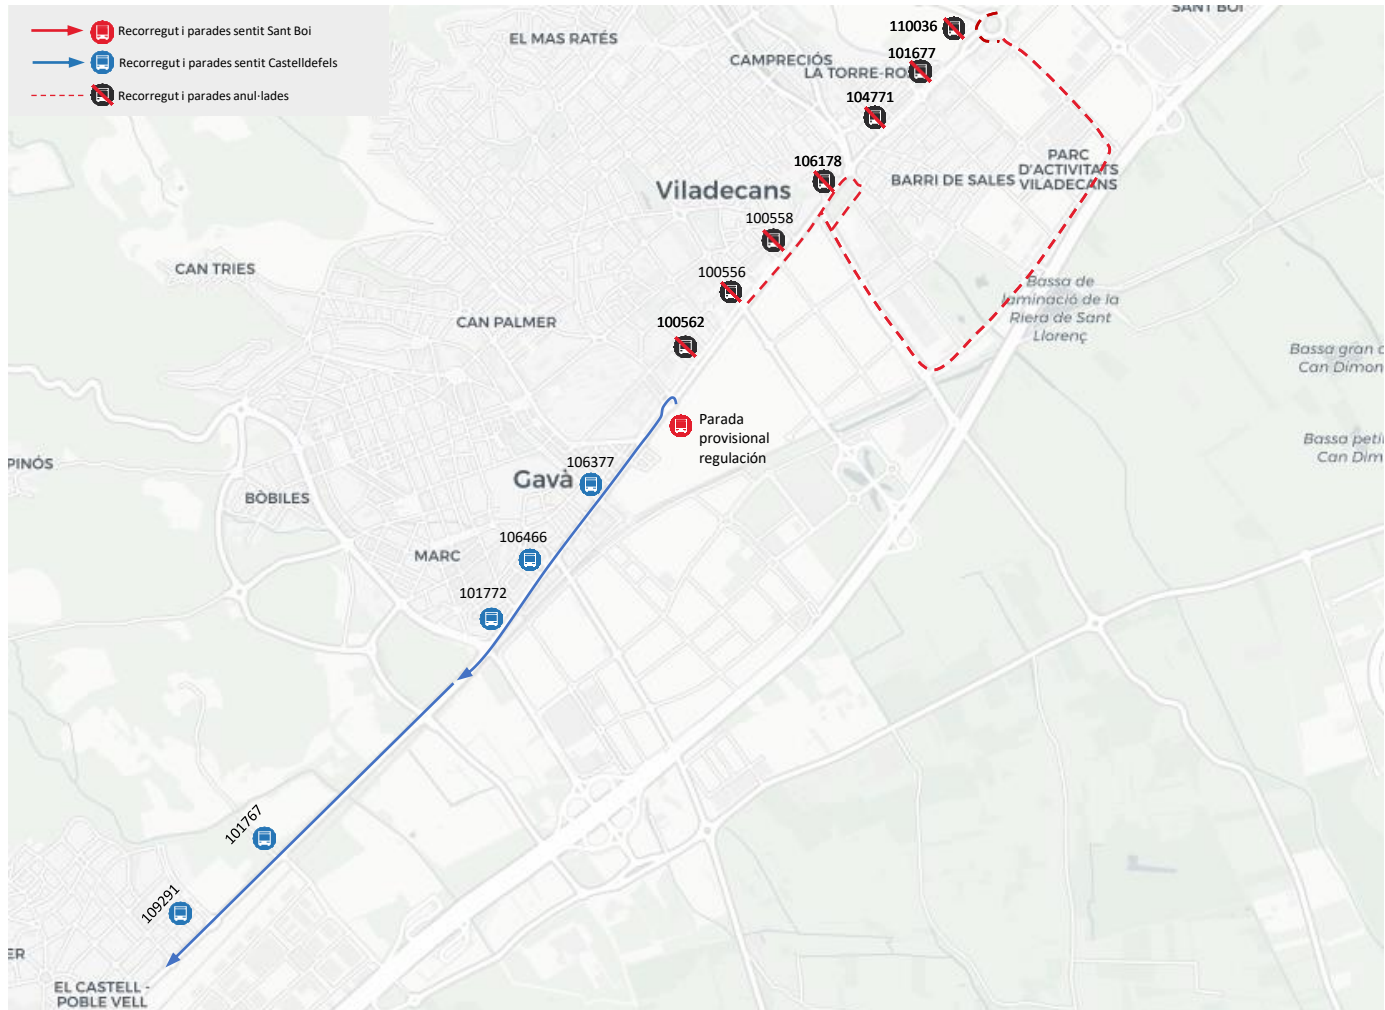 Recorregut i parades sentit Sant Boi
Recorregut i parades sentit Castelldefels
Recorregut i parades anul·lades
SANT BOI
110036
EL MAS RATÉS
CAMPRECIÓS
101677
LA TORRE-RO
104771
PARC
D'ACTIVITATS
VILADECANS
106178
BARRI DE SALES
Viladecans
100558
CAN TRIES
100556
Bassa de
laminació de la
Riera de Sant
Llorenç
CAN PALMER
100562
Bassa gran
Can Dimon
Parada
provisional
regulación
Bassa peti
Can Dim
106377
PINÓS
Gavà
BÒBILES
106466
MARC
101772
101767
109291
ER
EL CASTELL -
POBLE VELL